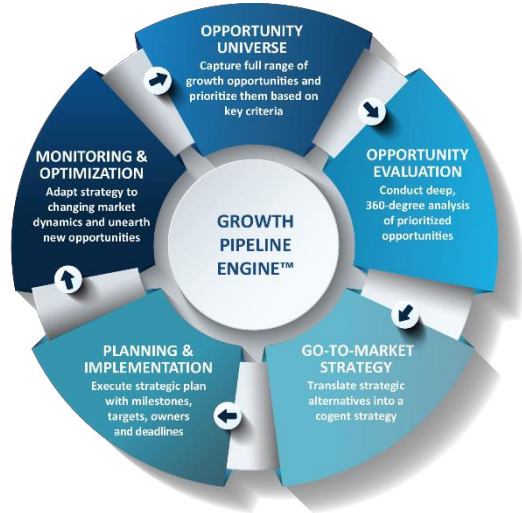 OPPORTUNITY
UNIVERSE
Capture full range of
growth opportunities and
prioritize them based on
key criteria
OPPORTUNITY
EVALUATION
Conduct deep,
360-degree analysis
of prioritized
opportunities
GO-TO-MARKET
STRATEGY
Translate strategic
alternatives into a
cogent strategy
PLANNING &
IMPLEMENTATION
Execute strategic plan
with milestones,
targets, owners
and deadlines
MONITORING &
OPTIMIZATION
Adapt strategy to
changing market
dynamics and unearth
new opportunities
GROWTH
PIPELINE
ENGINE™